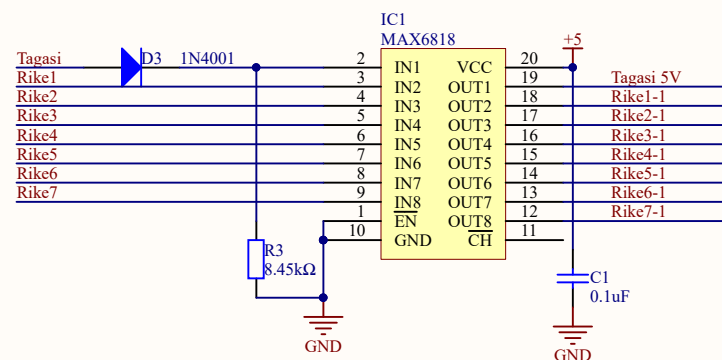 IC1
MAX6818
+5
Tagasi
D3
1N4001
2
IN1
VCC
20
Rike1
3
IN2
OUT1
19
Tagasi 5V
Rike2
4
IN3
OUT2
18
Rike1-1
Rike3
5
IN4
OUT3
17
Rike2-1
Rike4
6
IN5
OUT4
16
Rike3-1
Rike5
7
IN6
OUT5
15
Rike4-1
Rike6
8
IN7
OUT6
14
Rike5-1
Rike7
9
IN8
OUT7
13
Rike6-1
1
EN
OUT8
12
Rike7-1
10
GND
CH
11
R3
8.45kΩ
C1
0.1uF
GND
GND